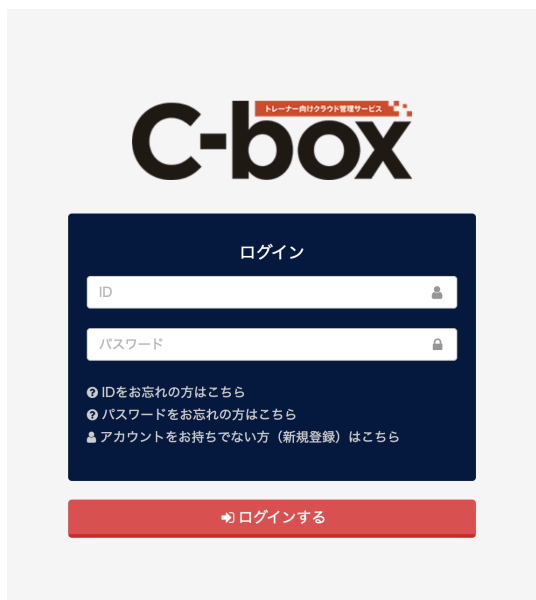 トレーナー向けクラウド管理サービス
C-box
ログイン
ID
パスワード
IDをお忘れの方はこちら
パスワードをお忘れの方はこちら
アカウントをお持ちでない方（新規登録）はこちら
ログインする